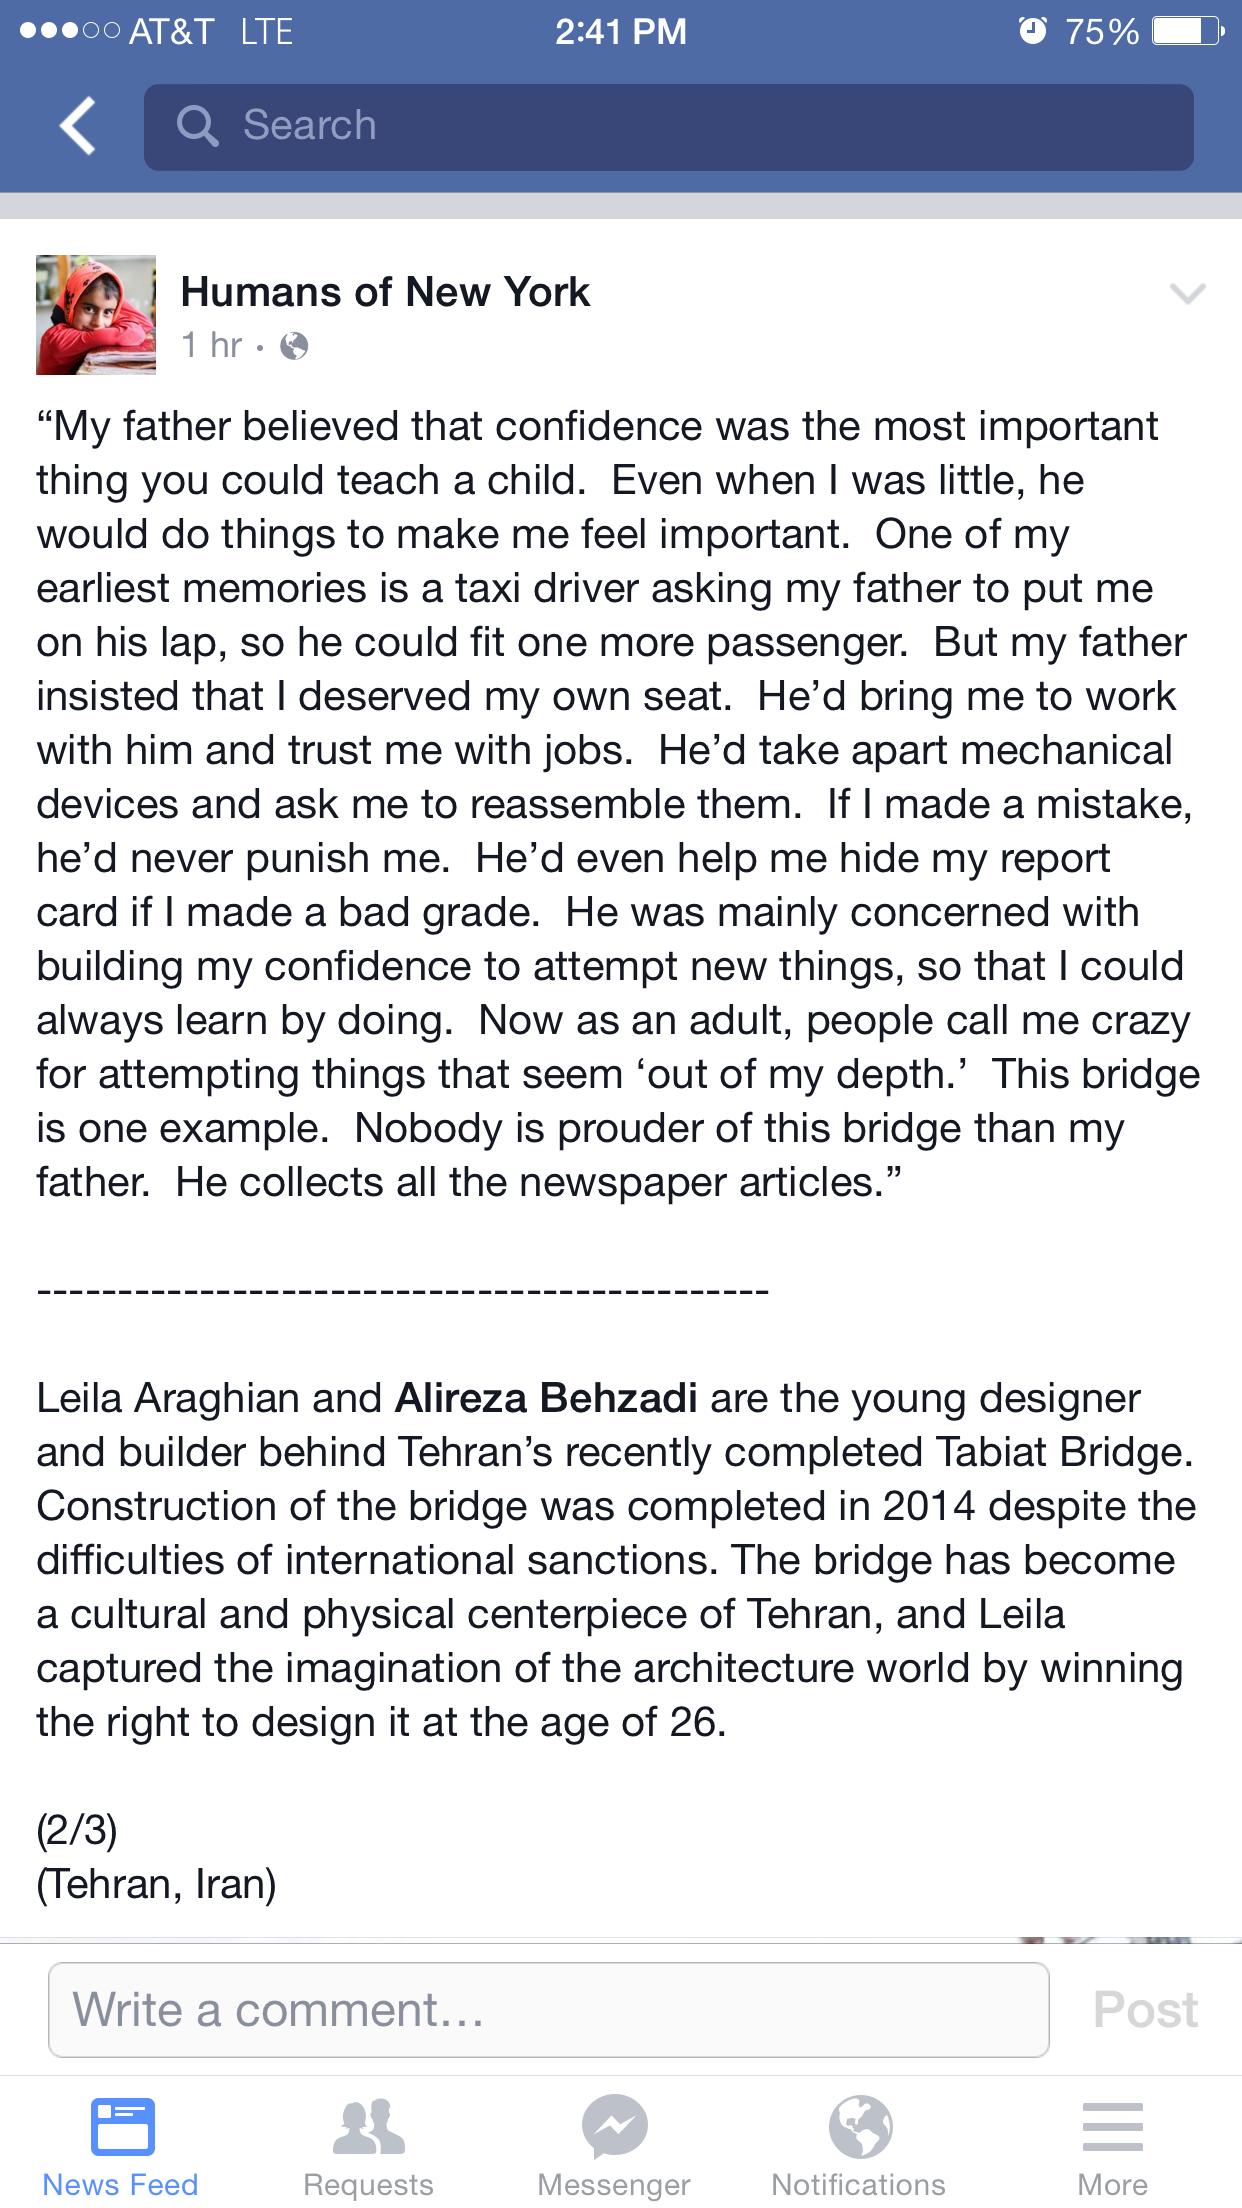 AT&T LTE 2:41 PM 75%
Search
Humans of New York
1 hr ·
“My father believed that confidence was the most important
thing you could teach a child.  Even when I was little, he
would do things to make me feel important.  One of my
earliest memories is a taxi driver asking my father to put me
on his lap, so he could fit one more passenger.  But my father
insisted that I deserved my own seat.  He’d bring me to work
with him and trust me with jobs.  He’d take apart mechanical
devices and ask me to reassemble them.  If I made a mistake,
he’d never punish me.  He’d even help me hide my report
card if I made a bad grade.  He was mainly concerned with
building my confidence to attempt new things, so that I could
always learn by doing.  Now as an adult, people call me crazy
for attempting things that seem ‘out of my depth.’  This bridge
is one example.  Nobody is prouder of this bridge than my
father.  He collects all the newspaper articles.”
---------------------------------------------
Leila Araghian and Alireza Behzadi are the young designer
and builder behind Tehran’s recently completed Tabiat Bridge.
Construction of the bridge was completed in 2014 despite the
difficulties of international sanctions. The bridge has become
a cultural and physical centerpiece of Tehran, and Leila
captured the imagination of the architecture world by winning
the right to design it at the age of 26.
(2/3)
(Tehran, Iran)
Write a comment... Post
News Feed Requests Messenger Notifications More